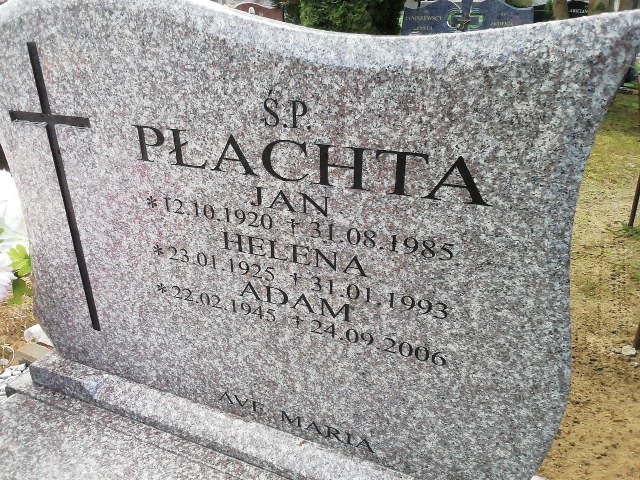 Ś.P.
PŁACHTA
JAN
*12.10.1920 †31.08.1985
HELENA
*23.01.1925 †31.01.1993
ADAM
*22.02.1945 †24.09.2006
AVE MARIA
JANISZEWSCY